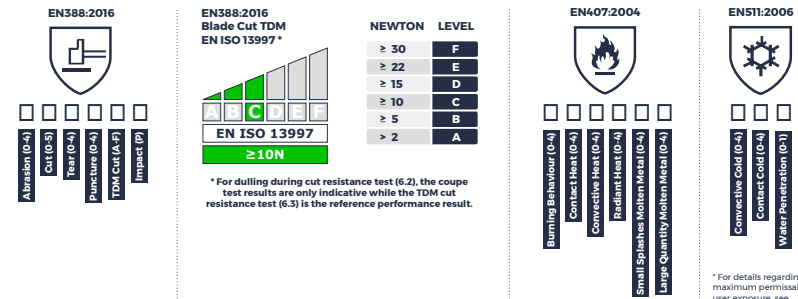 EN388:2016
Abrasion (0-4)
Cut (0-5)
Tear (0-4)
Puncture (0-4)
TDM Cut (A-F)
Impact (P)
EN388:2016
Blade Cut TDM
EN ISO 13997 *
A B C D E F
EN ISO 13997
≥10N
NEWTON LEVEL
≥ 30 F
≥ 22 E
≥ 15 D
≥ 10 C
≥ 5 B
> 2 A
* For dulling during cut resistance test (6.2), the coupe
test results are only indicative while the TDM cut
resistance test (6.3) is the reference performance result.
EN407:2004
Burning Behaviour (0-4)
Contact Heat (0-4)
Convective Heat (0-4)
Radiant Heat (0-4)
Small Splashes Molten Metal (0-4)
Large Quantity Molten Metal (0-4)
EN511:2006
Convective Cold (0-4)
Contact Cold (0-4)
Water Penetration (0-1)
* For details regardin
maximum permissal
user exposure, see